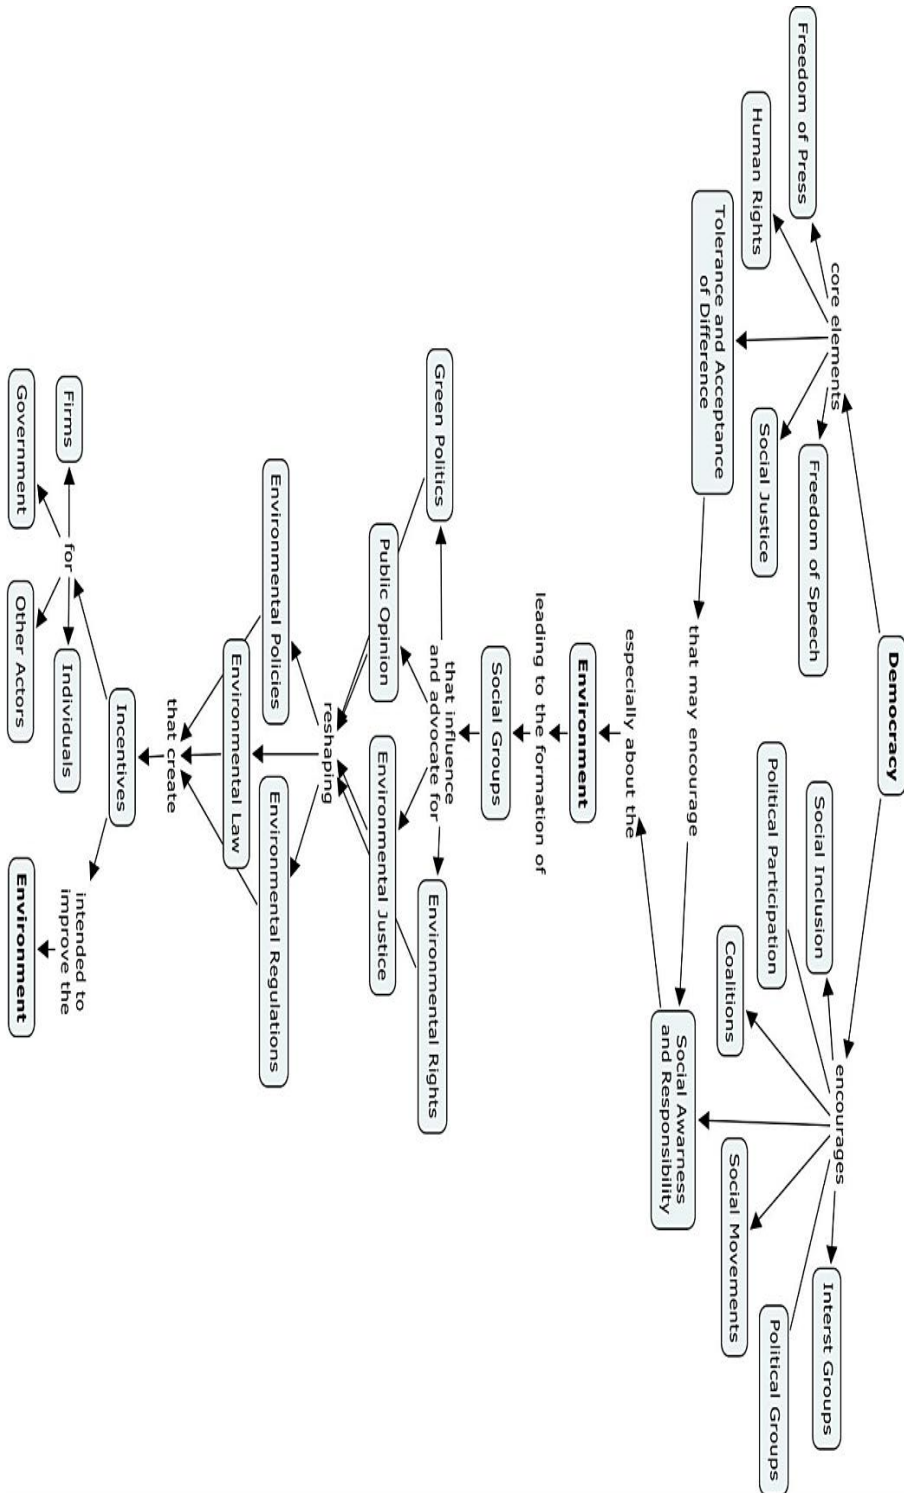 Democracy
core elements
encourages
Freedom of Press
Freedom of Speech
Social Inclusion
Interst Groups
Human Rights
Social Justice
Political Participation
Political Groups
Tolerance and Acceptance
of Difference
Coalitions
Social Movements
that may encourage
Social Awarness
and Responsibility
especially about the
Environment
leading to the formation of
Social Groups
that influence
and advocate for
Green Politics
Environmental Rights
Public Opinion
Environmental Justice
reshaping
Environmental Policies
Environmental Regulations
Environmental Law
that create
Incentives
for
intended to
improve the
Firms
Individuals
Government
Other Actors
Environment